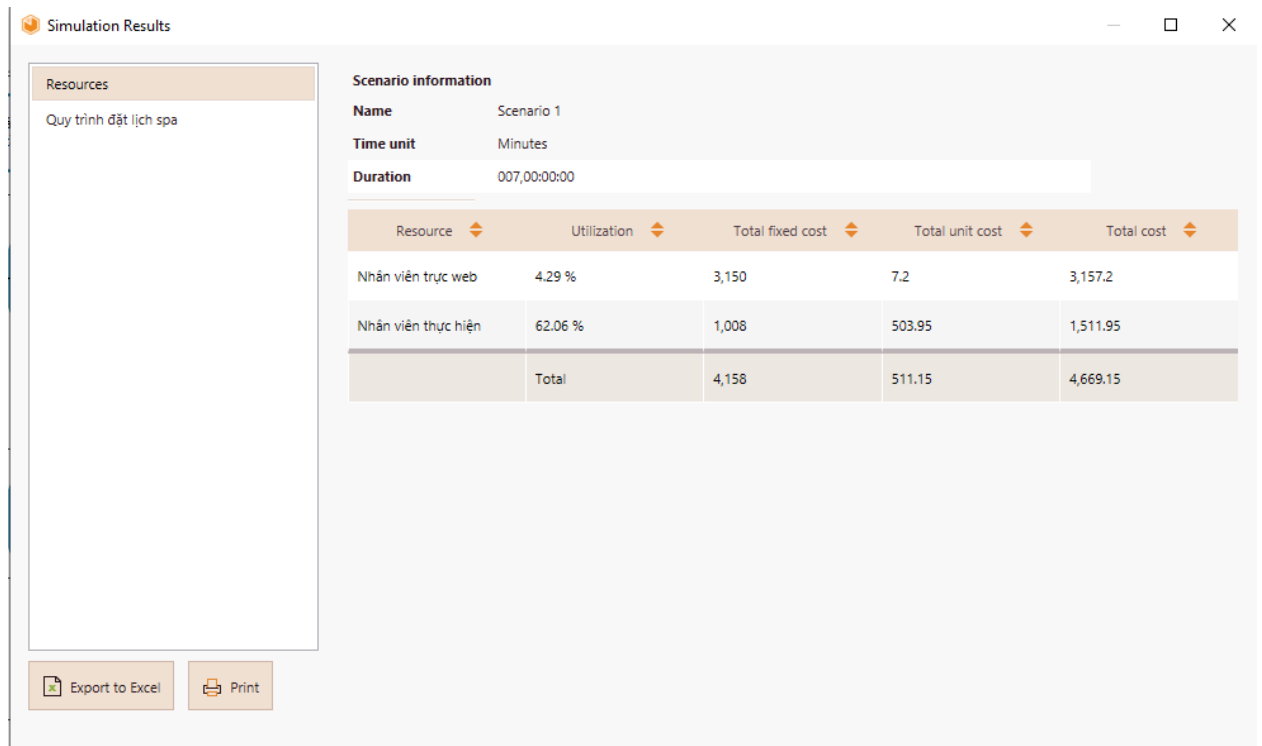 Simulation Results
Resources
Quy trình đặt lịch spa
Scenario information
Name Scenario 1
Time unit Minutes
Duration 007,00:00:00
Resource Utilization Total fixed cost Total unit cost Total cost
Nhân viên trực web 4.29 % 3,150 7.2 3,157.2
Nhân viên thực hiện 62.06 % 1,008 503.95 1,511.95
Total 4,158 511.15 4,669.15
Export to Excel Print